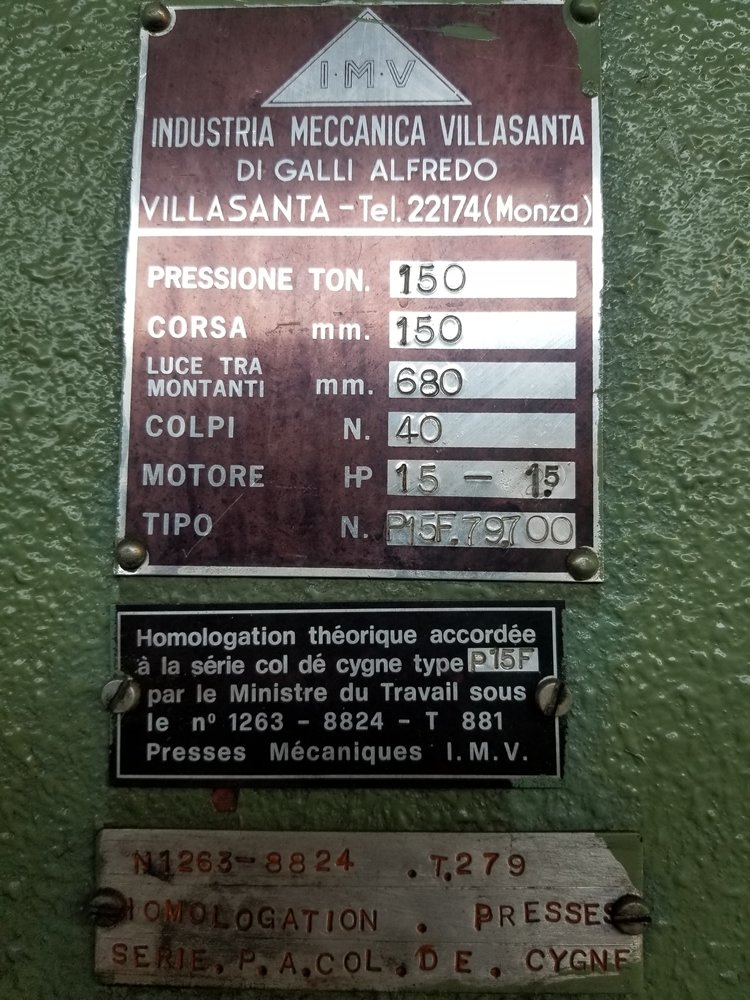 I·M·V
INDUSTRIA MECCANICA VILLASANTA
DI GALLI ALFREDO
VILLASANTA - Tel. 22174 (Monza)
PRESSIONE TON. 150
CORSA mm. 150
LUCE TRA
MONTANTI mm. 680
COLPI N. 40
MOTORE HP 15 - 1.5
TIPO N. P15F.79.700
Homologation théorique accordée
à la série col dé cygne type P15F
par le Ministre du Travail sous
le nº 1263 - 8824 - T 881
Presses Mécaniques I.M.V.
N1263-8824 .T.279
HOMOLOGATION . PRESSES
SERIE. P. A. COL. DE. CYGNE